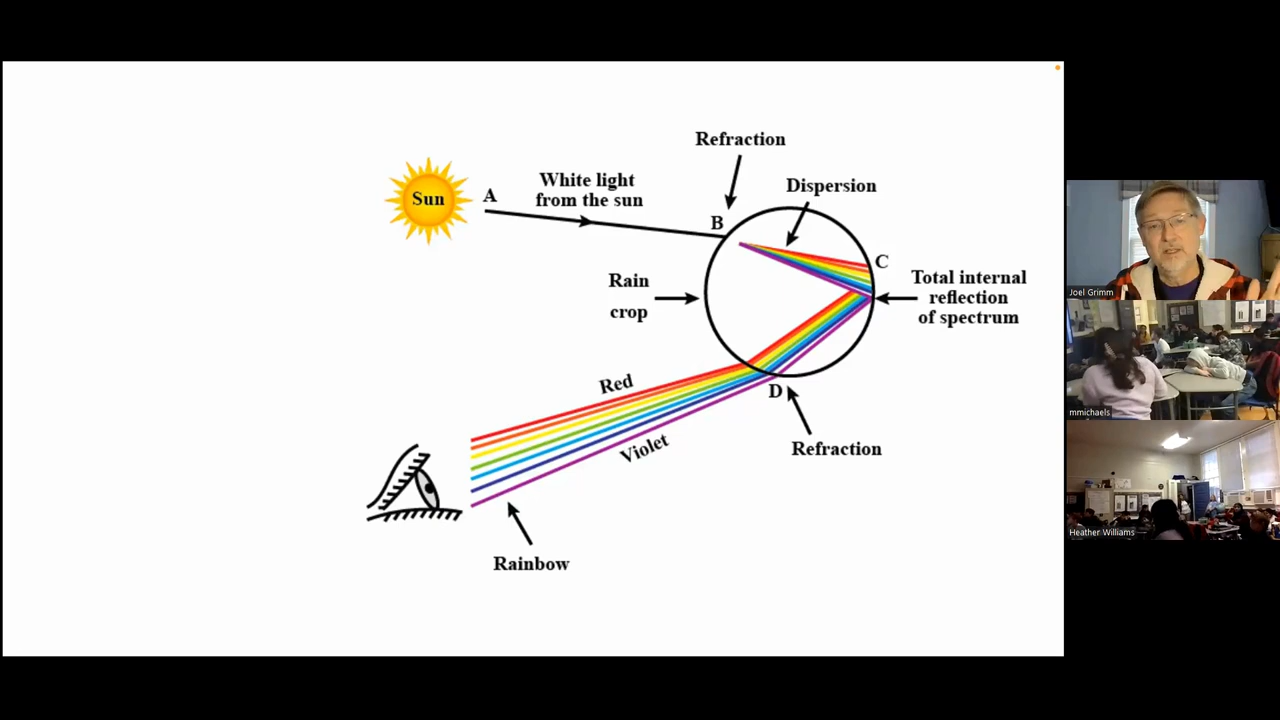 Refraction
Dispersion
White light
from the sun
Sun
A
B
C
Rain
crop
Total internal
reflection
of spectrum
Red
Violet
D
Refraction
Rainbow
Joel Grimm
mmichaels
Heather Williams